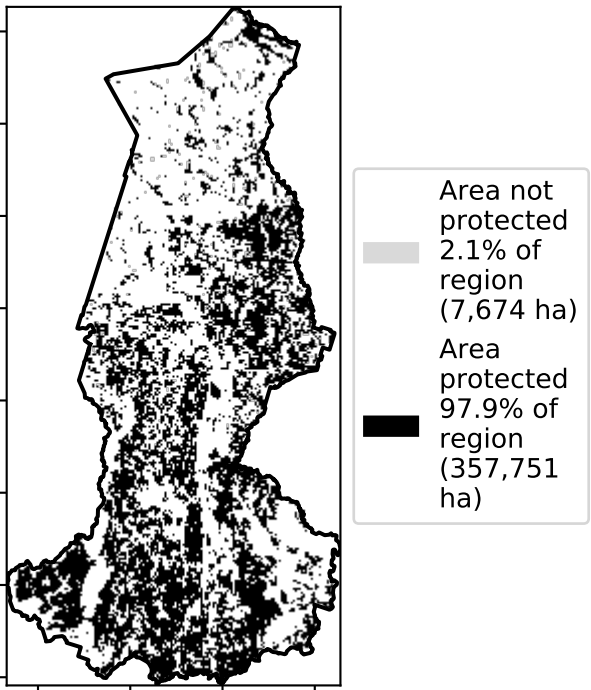 Area not
protected
2.1% of
region
(7,674 ha)
Area
protected
97.9% of
region
(357,751
ha)